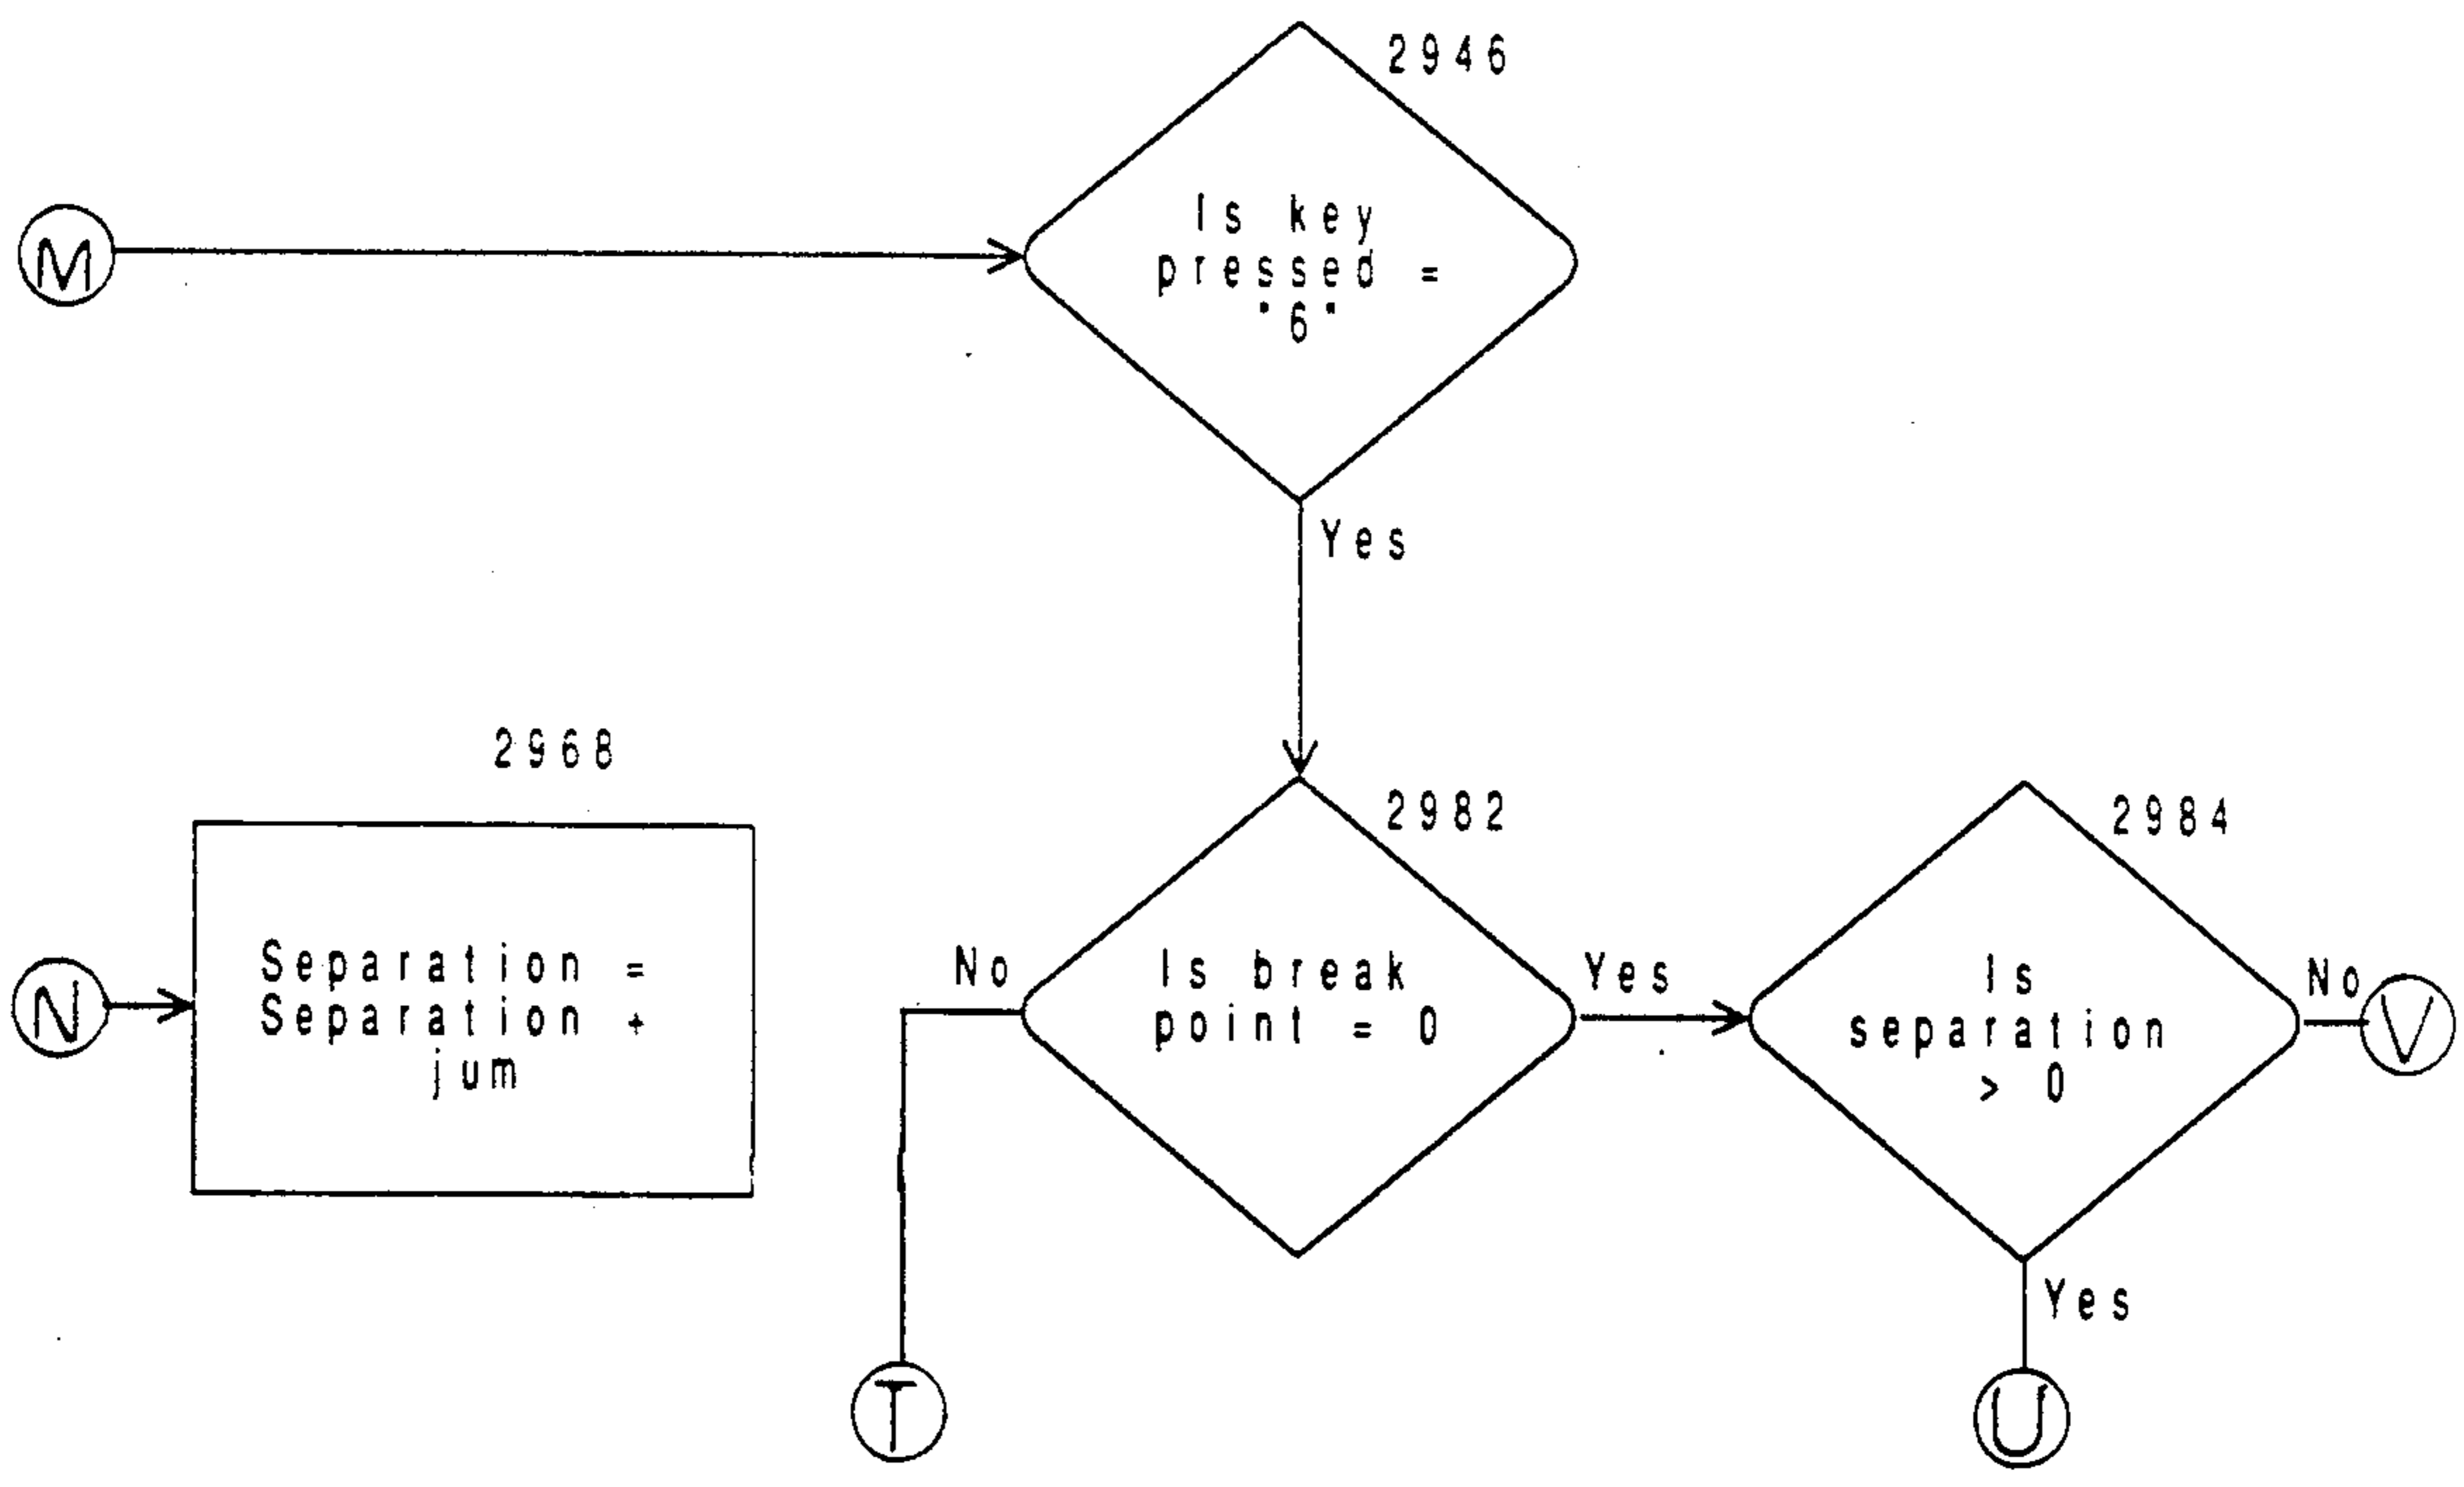 2946
M
Is key
pressed =
"6"
Yes
2968
2982
2984
N
Separation =
Separation +
jum
No
Is break
point = 0
Yes
Is
separation
> 0
No
V
Yes
T
U